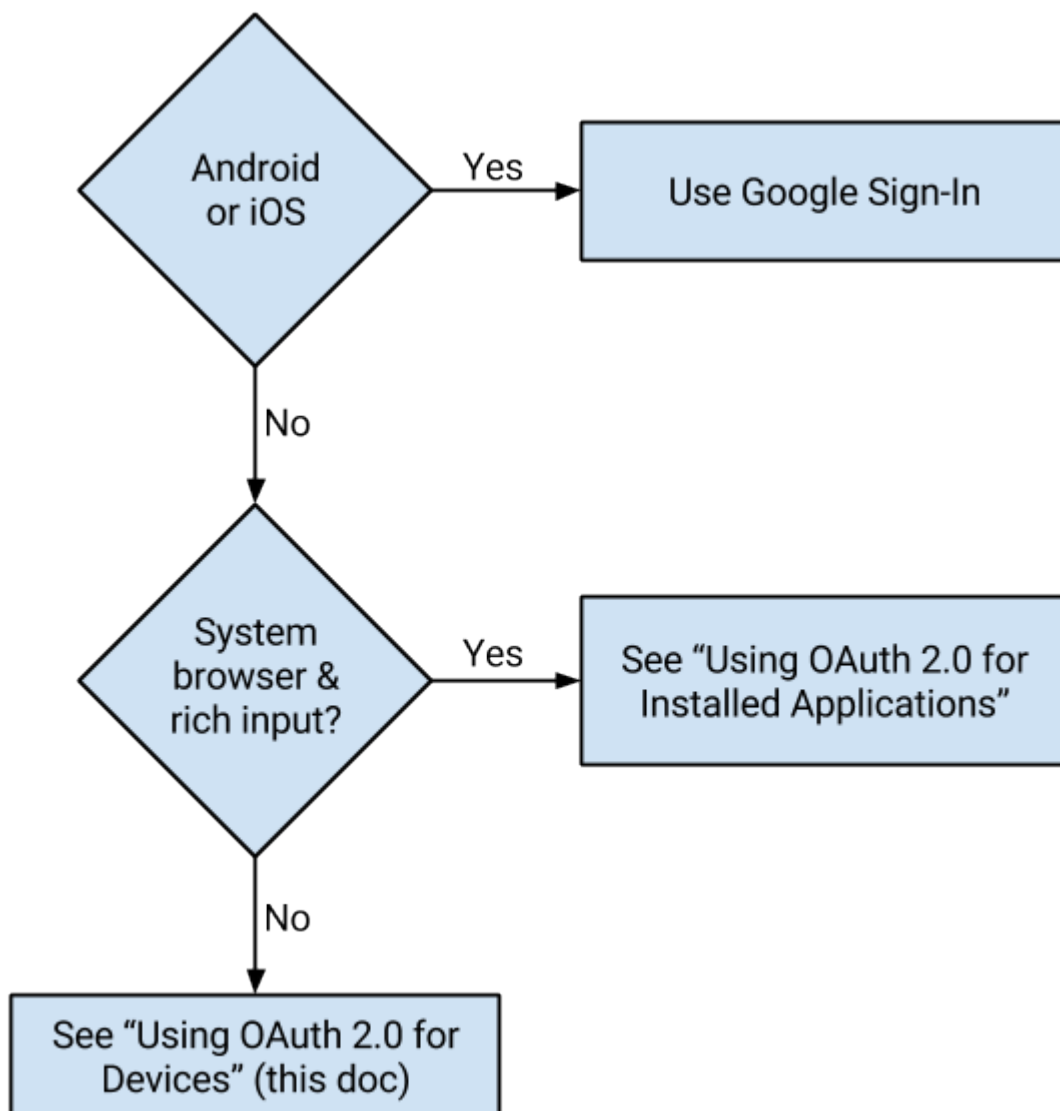 Android
or iOS
Yes
Use Google Sign-In
No
System
browser &
rich input?
Yes
See “Using OAuth 2.0 for
Installed Applications”
No
See “Using OAuth 2.0 for
Devices” (this doc)